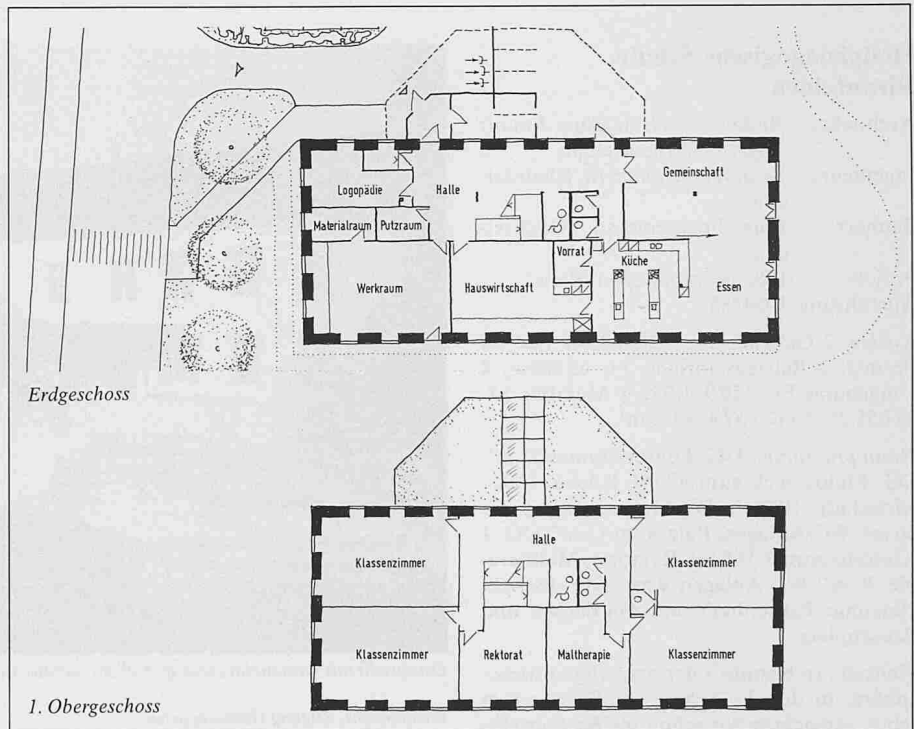 Gemeinschaft
Logopädie Halle
Materialraum Putzraum
Vorrat
Küche
Werkraum Hauswirtschaft Essen
Erdgeschoss
Halle
Klassenzimmer Klassenzimmer
Klassenzimmer Rektorat Maltherapie Klassenzimmer
1. Obergeschoss